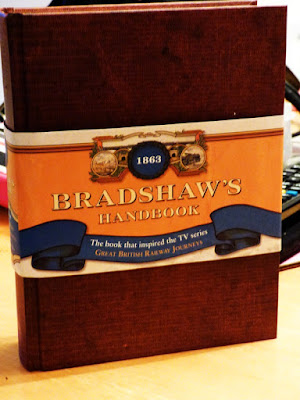 1863
BRADSHAW'S
HANDBOOK
The book that inspired the TV series
GREAT BRITISH RAILWAY JOURNEYS